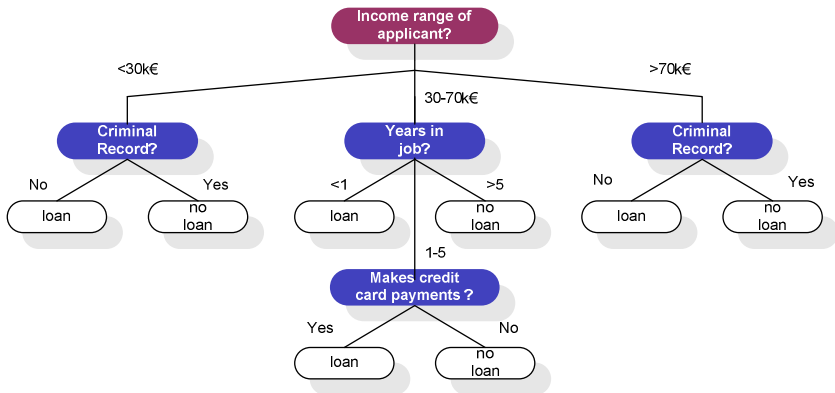 Income range of
applicant?
<30k€
30-70k€
>70k€
Criminal
Record?
Years in
job?
Criminal
Record?
No
Yes
<1
>5
No
Yes
loan
no
loan
loan
no
loan
loan
no
loan
1-5
Makes credit
card payments ?
Yes
No
loan
no
loan